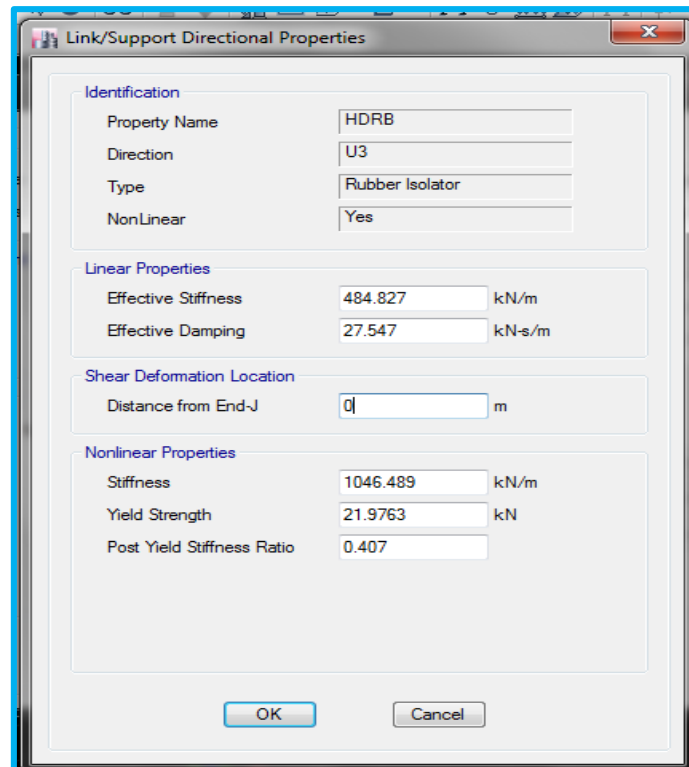 Link/Support Directional Properties
Identification
Property Name HDRB
Direction U3
Type Rubber Isolator
NonLinear Yes
Linear Properties
Effective Stiffness 484.827 kN/m
Effective Damping 27.547 kN-s/m
Shear Deformation Location
Distance from End-J 0 m
Nonlinear Properties
Stiffness 1046.489 kN/m
Yield Strength 21.9763 kN
Post Yield Stiffness Ratio 0.407
OK Cancel